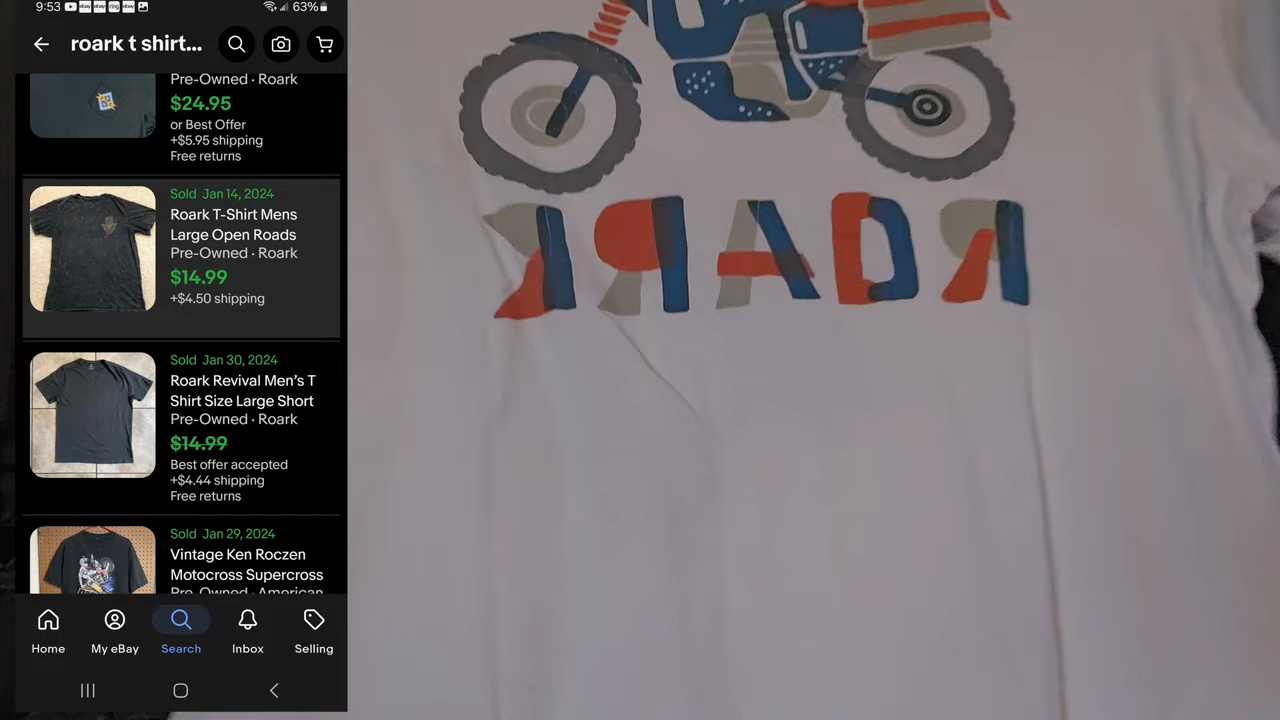 9:53
63%
roark t shirt...
Pre-Owned · Roark
$24.95
or Best Offer
+$5.95 shipping
Free returns
Sold Jan 14, 2024
Roark T-Shirt Mens
Large Open Roads
Pre-Owned · Roark
$14.99
+$4.50 shipping
Sold Jan 30, 2024
Roark Revival Men's T
Shirt Size Large Short
Pre-Owned · Roark
$14.99
Best offer accepted
+$4.44 shipping
Free returns
Sold Jan 29, 2024
Vintage Ken Roczen
Motocross Supercross
Pre-Owned · American
Home My eBay Search Inbox Selling
ROARK